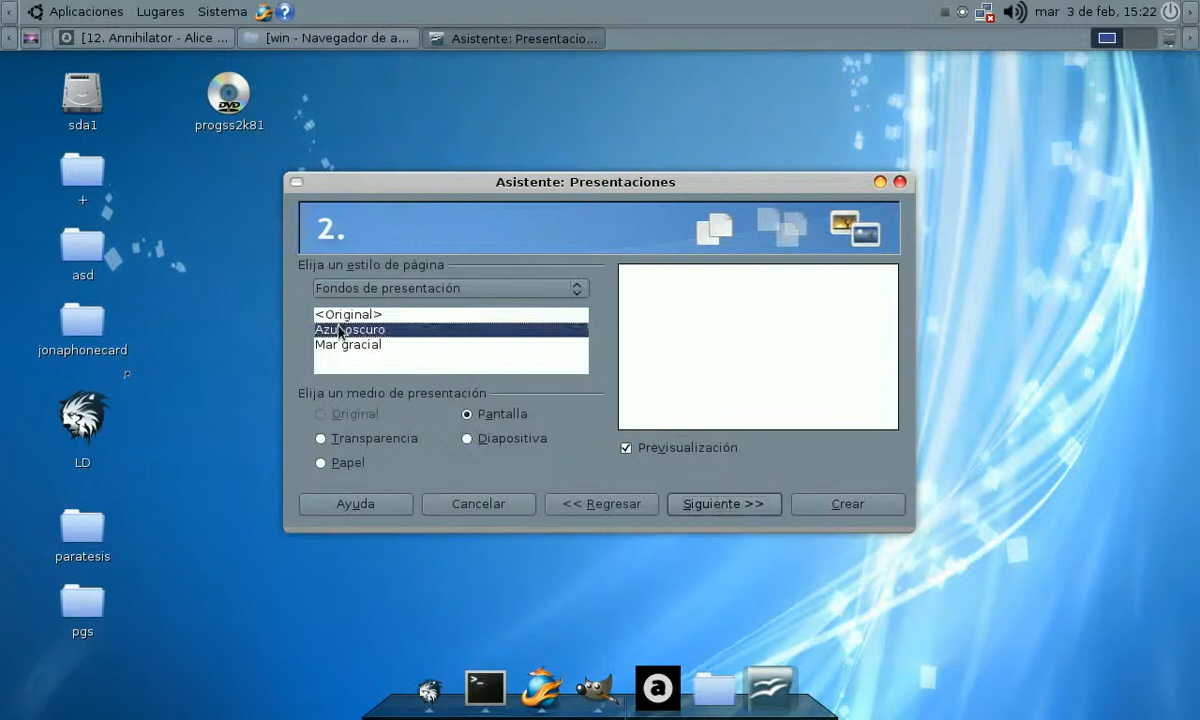 Aplicaciones Lugares Sistema mar 3 de feb, 15:22
[12. Annihilator - Alice ... [win - Navegador de a... Asistente: Presentacio...
sda1
progss2k81
+
asd
jonaphonecard
LD
paratesis
pgs
Asistente: Presentaciones
2.
Elija un estilo de página
Fondos de presentación
<Original>
Azul oscuro
Mar gracial
Elija un medio de presentación
Original Pantalla
Transparencia Diapositiva
Papel
Previsualización
Ayuda Cancelar << Regresar Siguiente >> Crear
DVD
>_
a